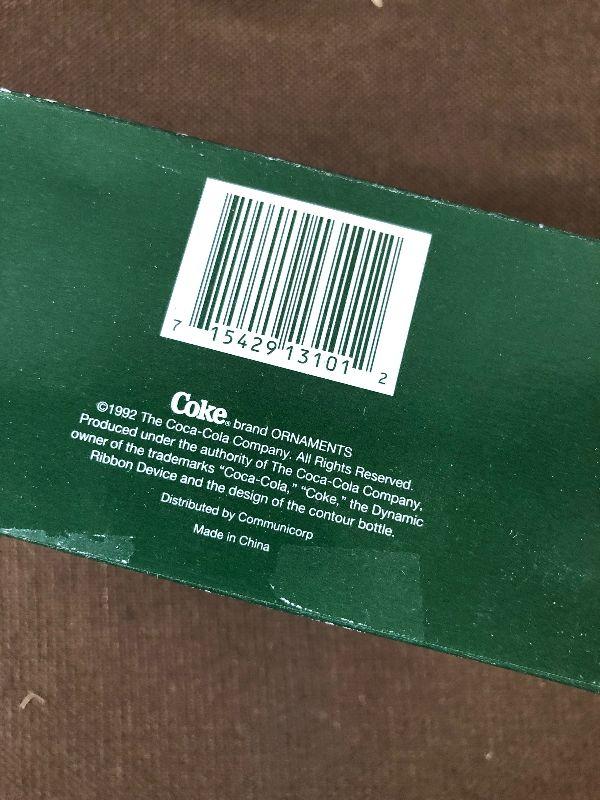 7 15429 13101 2
Coke® brand ORNAMENTS
©1992 The Coca-Cola Company. All Rights Reserved.
Produced under the authority of The Coca-Cola Company,
owner of the trademarks "Coca-Cola," "Coke," the Dynamic
Ribbon Device and the design of the contour bottle.
Distributed by Communicorp
Made in China